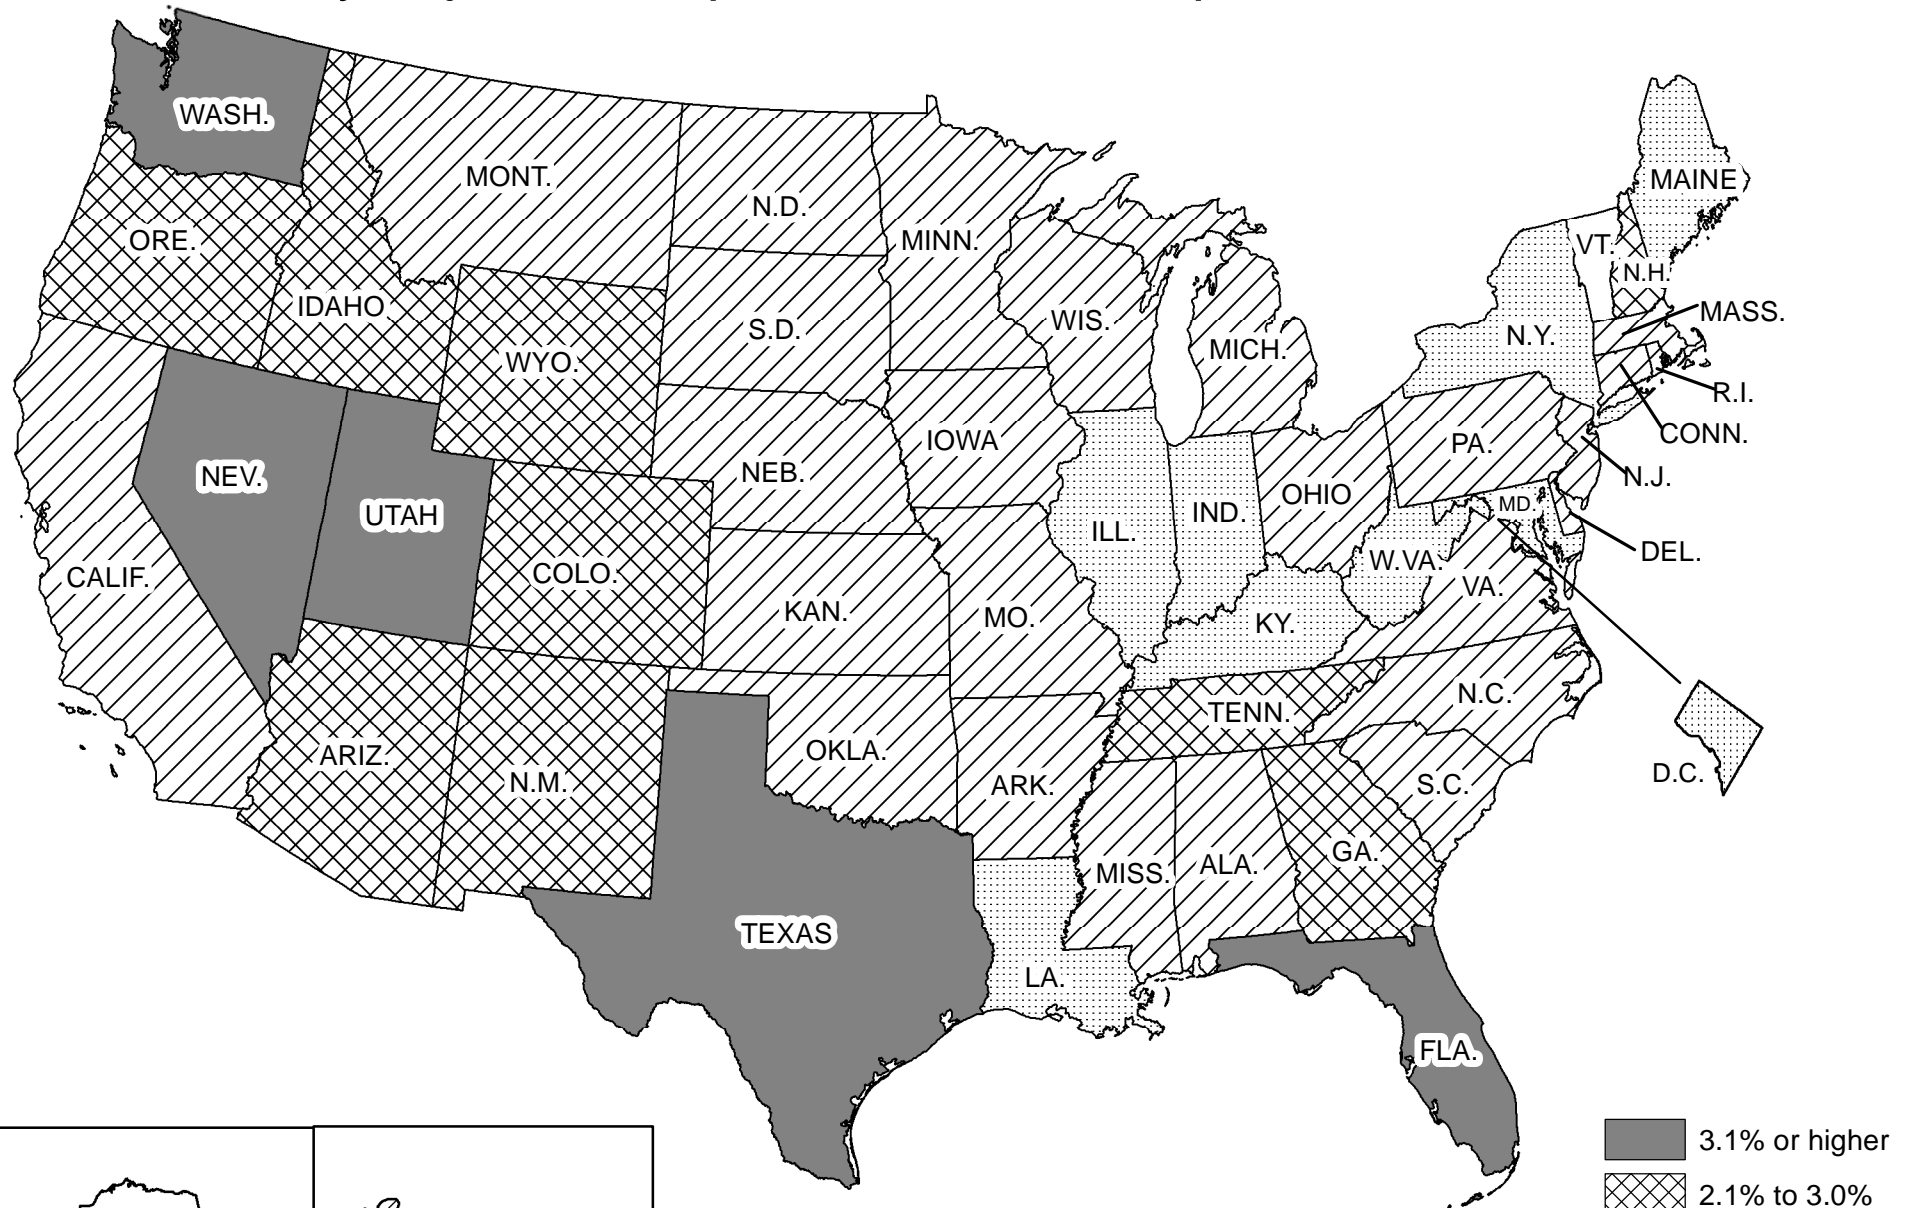 WASH.
MONT.
N.D.
MINN.
MAINE
VT.
N.H.
ORE.
IDAHO
WYO.
S.D.
WIS.
MICH.
N.Y.
MASS.
R.I.
CONN.
N.J.
PA.
NEV.
UTAH
NEB.
IOWA
ILL.
IND.
OHIO
MD.
DEL.
W.VA.
VA.
CALIF.
COLO.
KAN.
MO.
KY.
N.C.
TENN.
D.C.
ARIZ.
N.M.
OKLA.
ARK.
S.C.
MISS.
ALA.
GA.
TEXAS
LA.
FLA.
3.1% or higher
2.1% to 3.0%